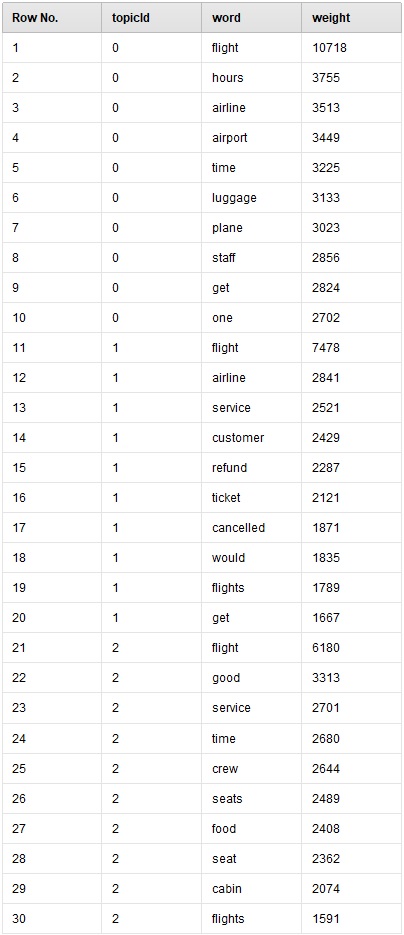 Row No. topicId word weight
1 0 flight 10718
2 0 hours 3755
3 0 airline 3513
4 0 airport 3449
5 0 time 3225
6 0 luggage 3133
7 0 plane 3023
8 0 staff 2856
9 0 get 2824
10 0 one 2702
11 1 flight 7478
12 1 airline 2841
13 1 service 2521
14 1 customer 2429
15 1 refund 2287
16 1 ticket 2121
17 1 cancelled 1871
18 1 would 1835
19 1 flights 1789
20 1 get 1667
21 2 flight 6180
22 2 good 3313
23 2 service 2701
24 2 time 2680
25 2 crew 2644
26 2 seats 2489
27 2 food 2408
28 2 seat 2362
29 2 cabin 2074
30 2 flights 1591